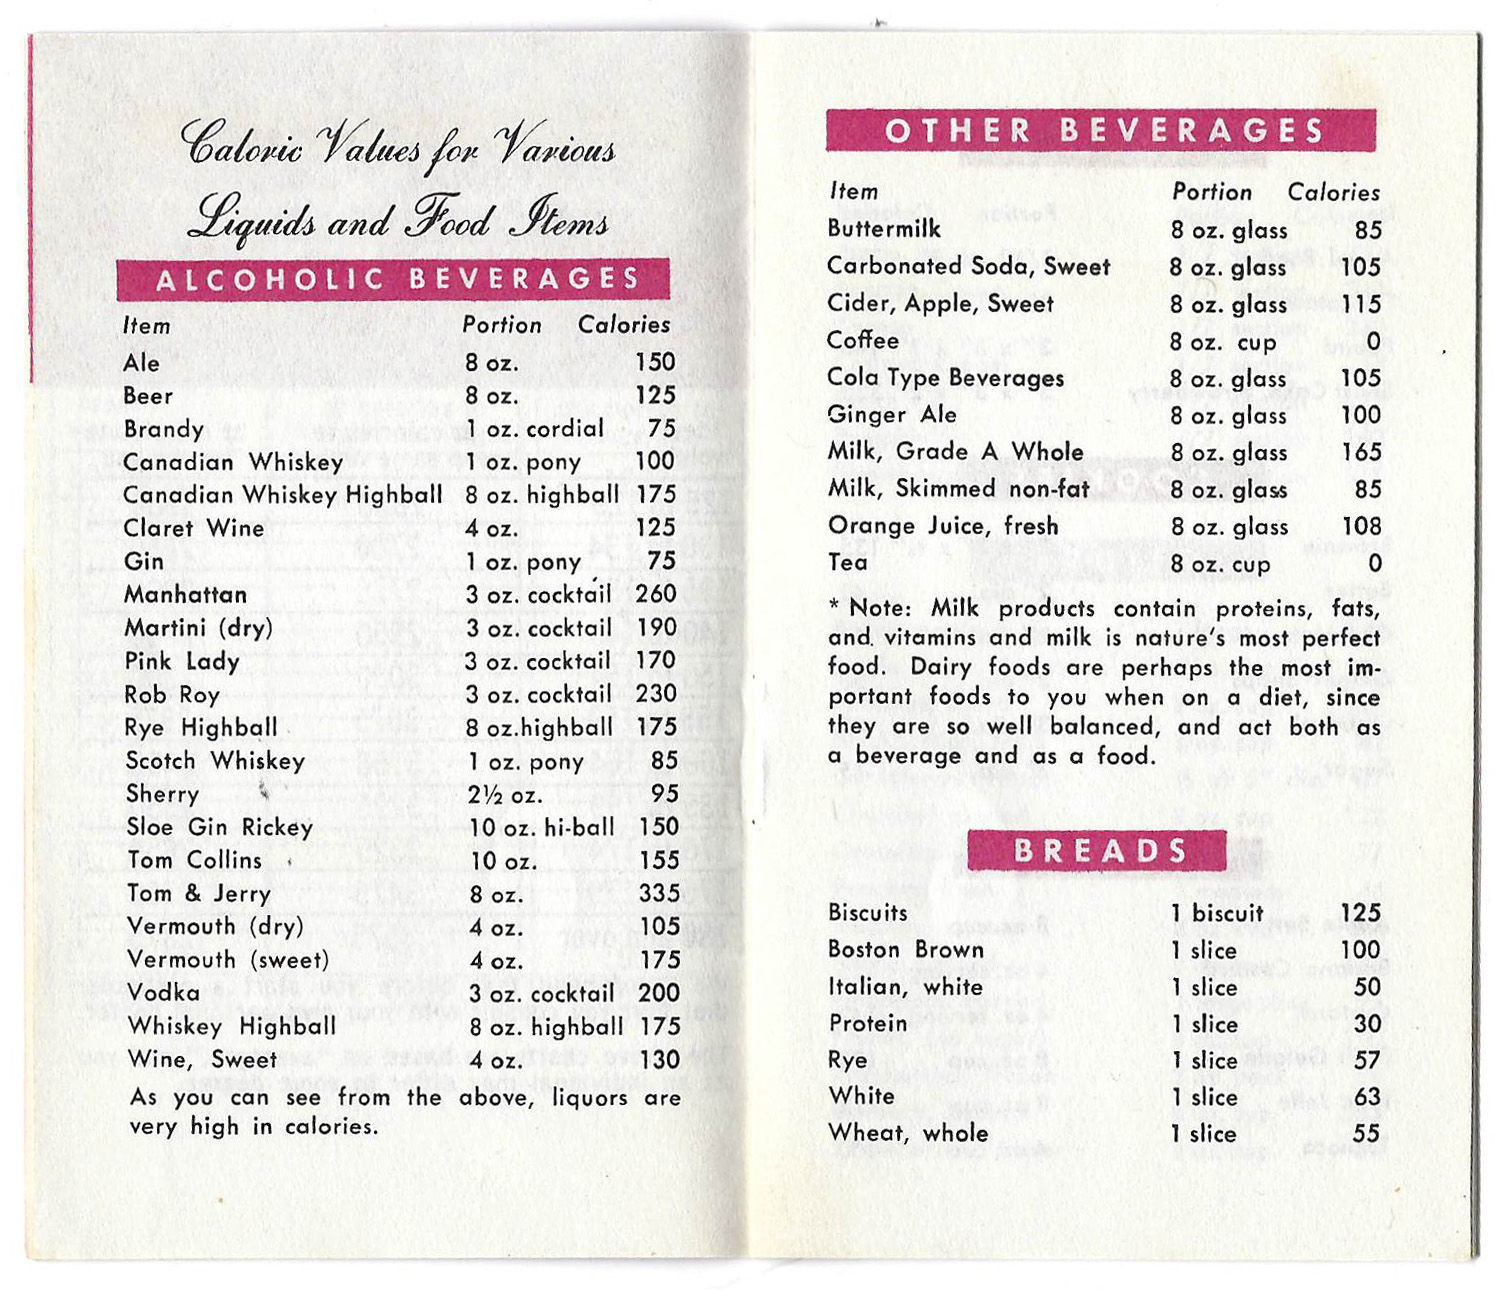 Caloric Values for Various
Liquids and Food Items
ALCOHOLIC BEVERAGES
Item Portion Calories
Ale 8 oz. 150
Beer 8 oz. 125
Brandy 1 oz. cordial 75
Canadian Whiskey 1 oz. pony 100
Canadian Whiskey Highball 8 oz. highball 175
Claret Wine 4 oz. 125
Gin 1 oz. pony 75
Manhattan 3 oz. cocktail 260
Martini (dry) 3 oz. cocktail 190
Pink Lady 3 oz. cocktail 170
Rob Roy 3 oz. cocktail 230
Rye Highball 8 oz.highball 175
Scotch Whiskey 1 oz. pony 85
Sherry 2½ oz. 95
Sloe Gin Rickey 10 oz. hi-ball 150
Tom Collins 10 oz. 155
Tom & Jerry 8 oz. 335
Vermouth (dry) 4 oz. 105
Vermouth (sweet) 4 oz. 175
Vodka 3 oz. cocktail 200
Whiskey Highball 8 oz. highball 175
Wine, Sweet 4 oz. 130
As you can see from the above, liquors are
very high in calories.
OTHER BEVERAGES
Item Portion Calories
Buttermilk 8 oz. glass 85
Carbonated Soda, Sweet 8 oz. glass 105
Cider, Apple, Sweet 8 oz. glass 115
Coffee 8 oz. cup 0
Cola Type Beverages 8 oz. glass 105
Ginger Ale 8 oz. glass 100
Milk, Grade A Whole 8 oz. glass 165
Milk, Skimmed non-fat 8 oz. glass 85
Orange Juice, fresh 8 oz. glass 108
Tea 8 oz. cup 0
* Note: Milk products contain proteins, fats,
and vitamins and milk is nature's most perfect
food. Dairy foods are perhaps the most im-
portant foods to you when on a diet, since
they are so well balanced, and act both as
a beverage and as a food.
BREADS
Biscuits 1 biscuit 125
Boston Brown 1 slice 100
Italian, white 1 slice 50
Protein 1 slice 30
Rye 1 slice 57
White 1 slice 63
Wheat, whole 1 slice 55